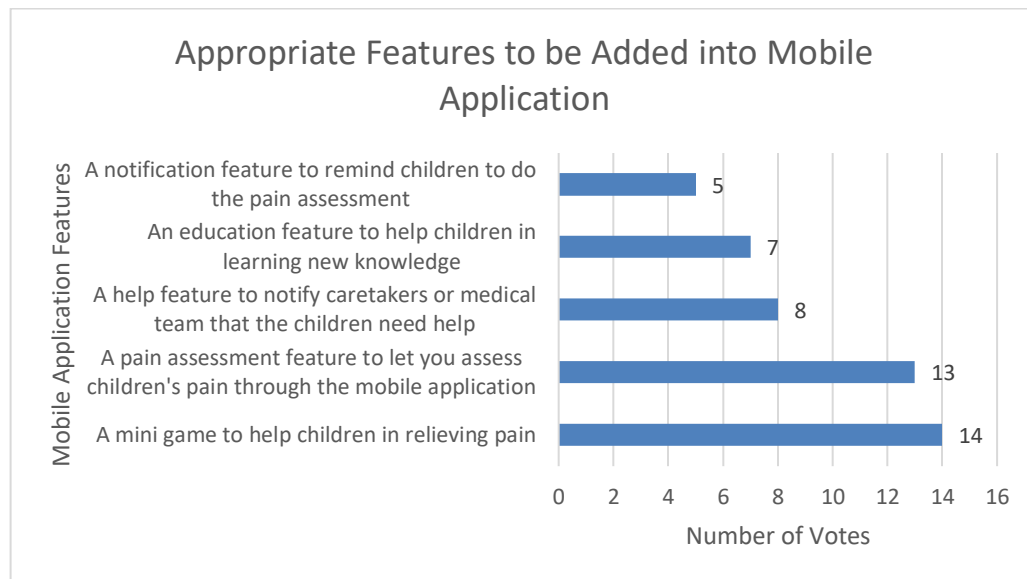 Appropriate Features to be Added into Mobile
Application
Mobile Application Features
A notification feature to remind children to do
the pain assessment
5
An education feature to help children in
learning new knowledge
7
A help feature to notify caretakers or medical
team that the children need help
8
A pain assessment feature to let you assess
children's pain through the mobile application
13
A mini game to help children in relieving pain
14
0 2 4 6 8 10 12 14 16
Number of Votes